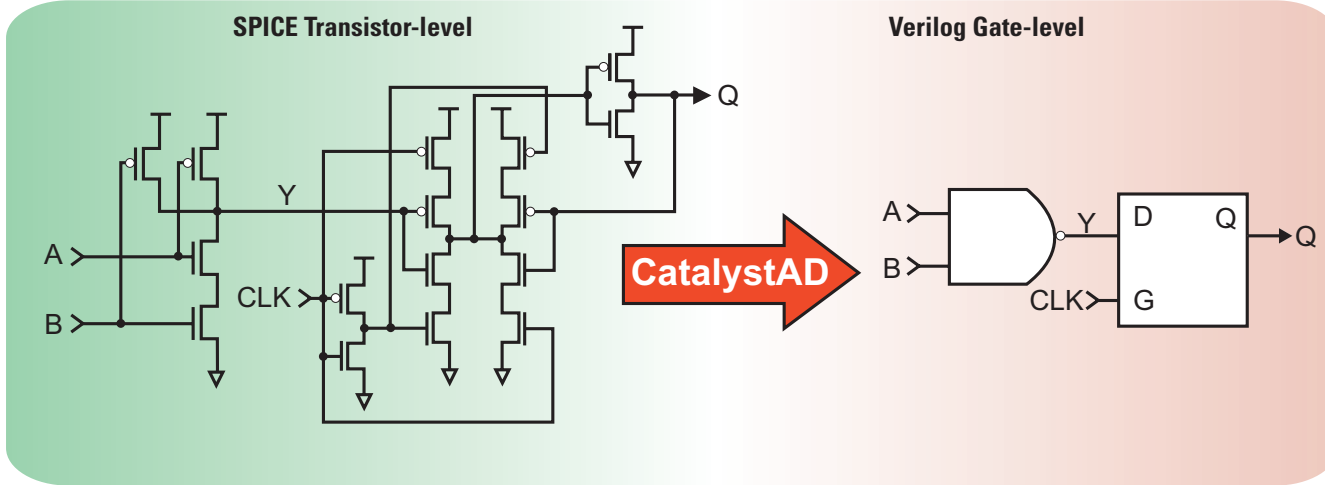 SPICE Transistor-level
Verilog Gate-level
Q
Y
A
B
CLK
CatalystAD
A
B
Y
CLK
D
Q
G
Q